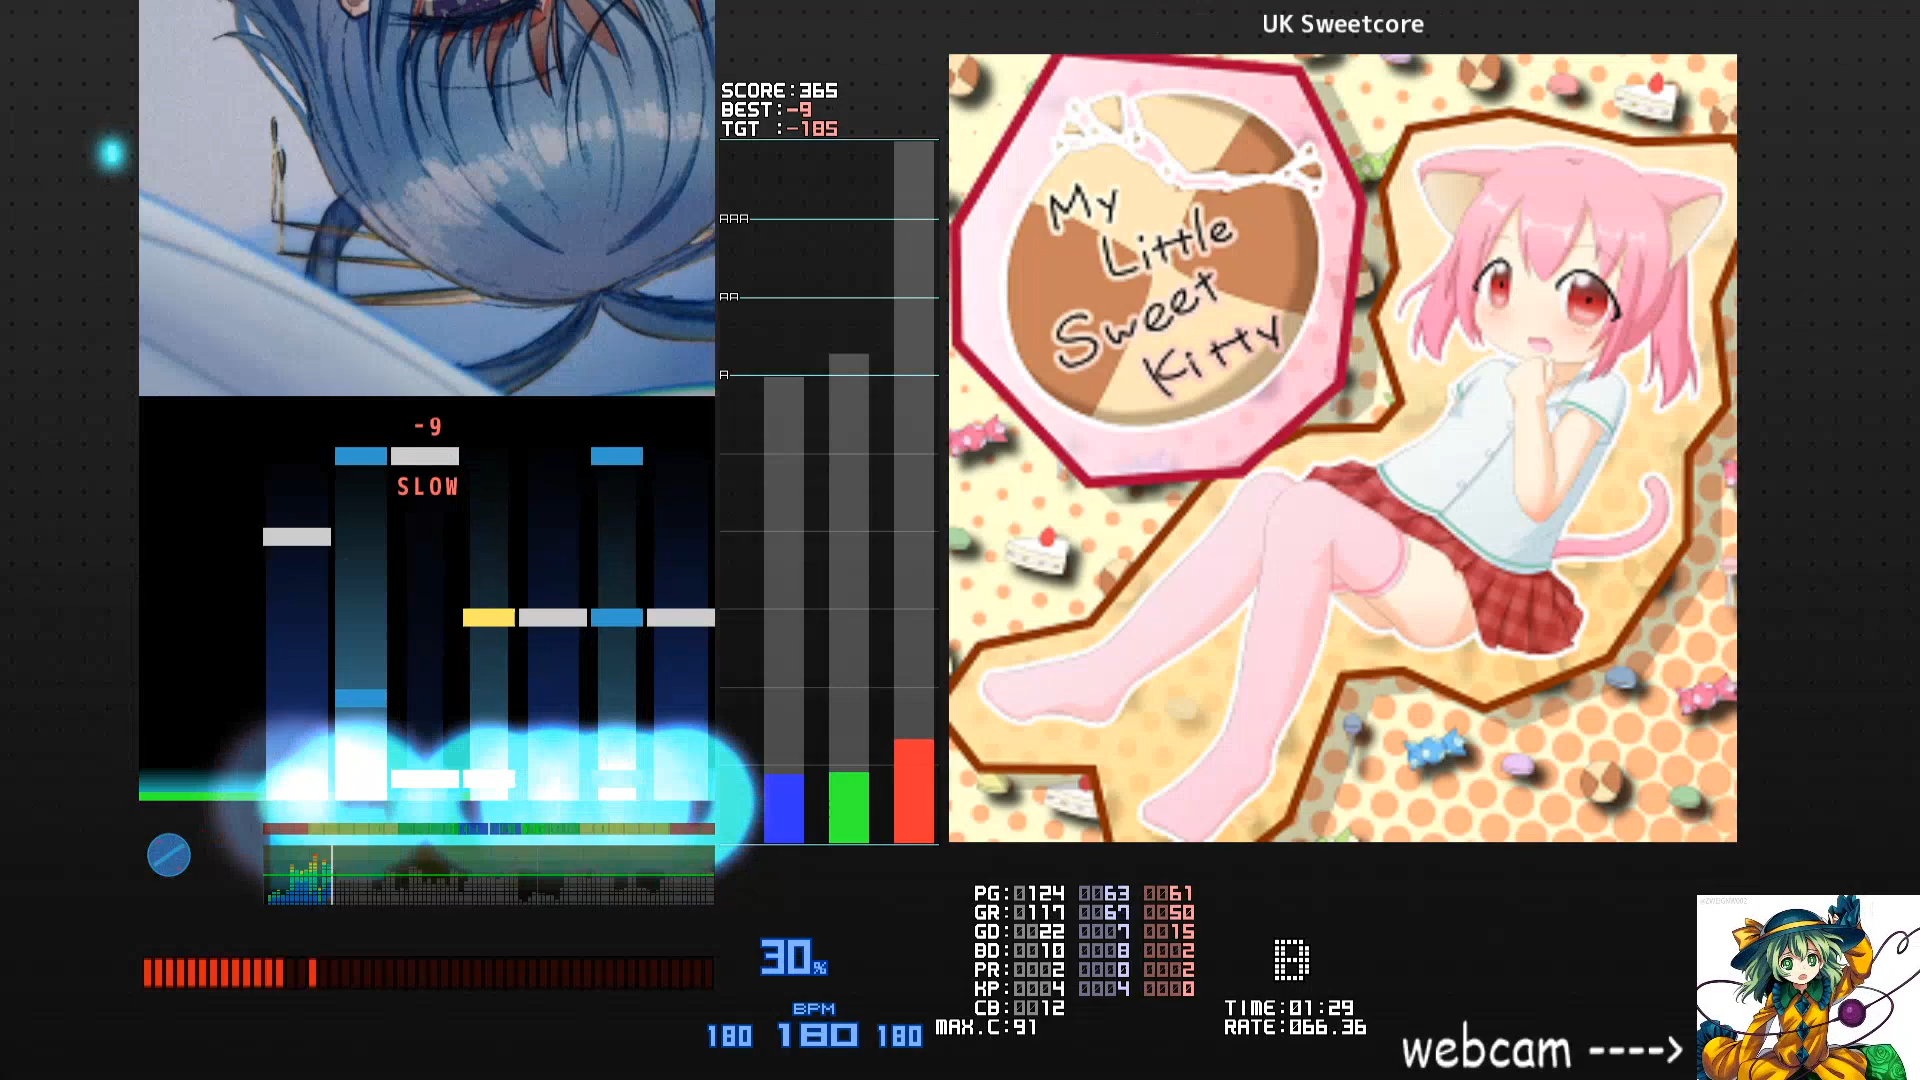 UK Sweetcore
SCORE:365
BEST:-9
TGT :-185
AAA
AA
A
My
Little
Sweet
Kitty
-9
SLOW
30%
BPM
180 180 180
PG:0124 0063 0061
GR:0117 0067 0050
GD:0022 0007 0015
BD:0010 0008 0002
PR:0002 0000 0002
KP:0004 0004 0000
CB:0012
MAX.C:91
B
TIME:01:29
RATE:066.36
webcam ---->